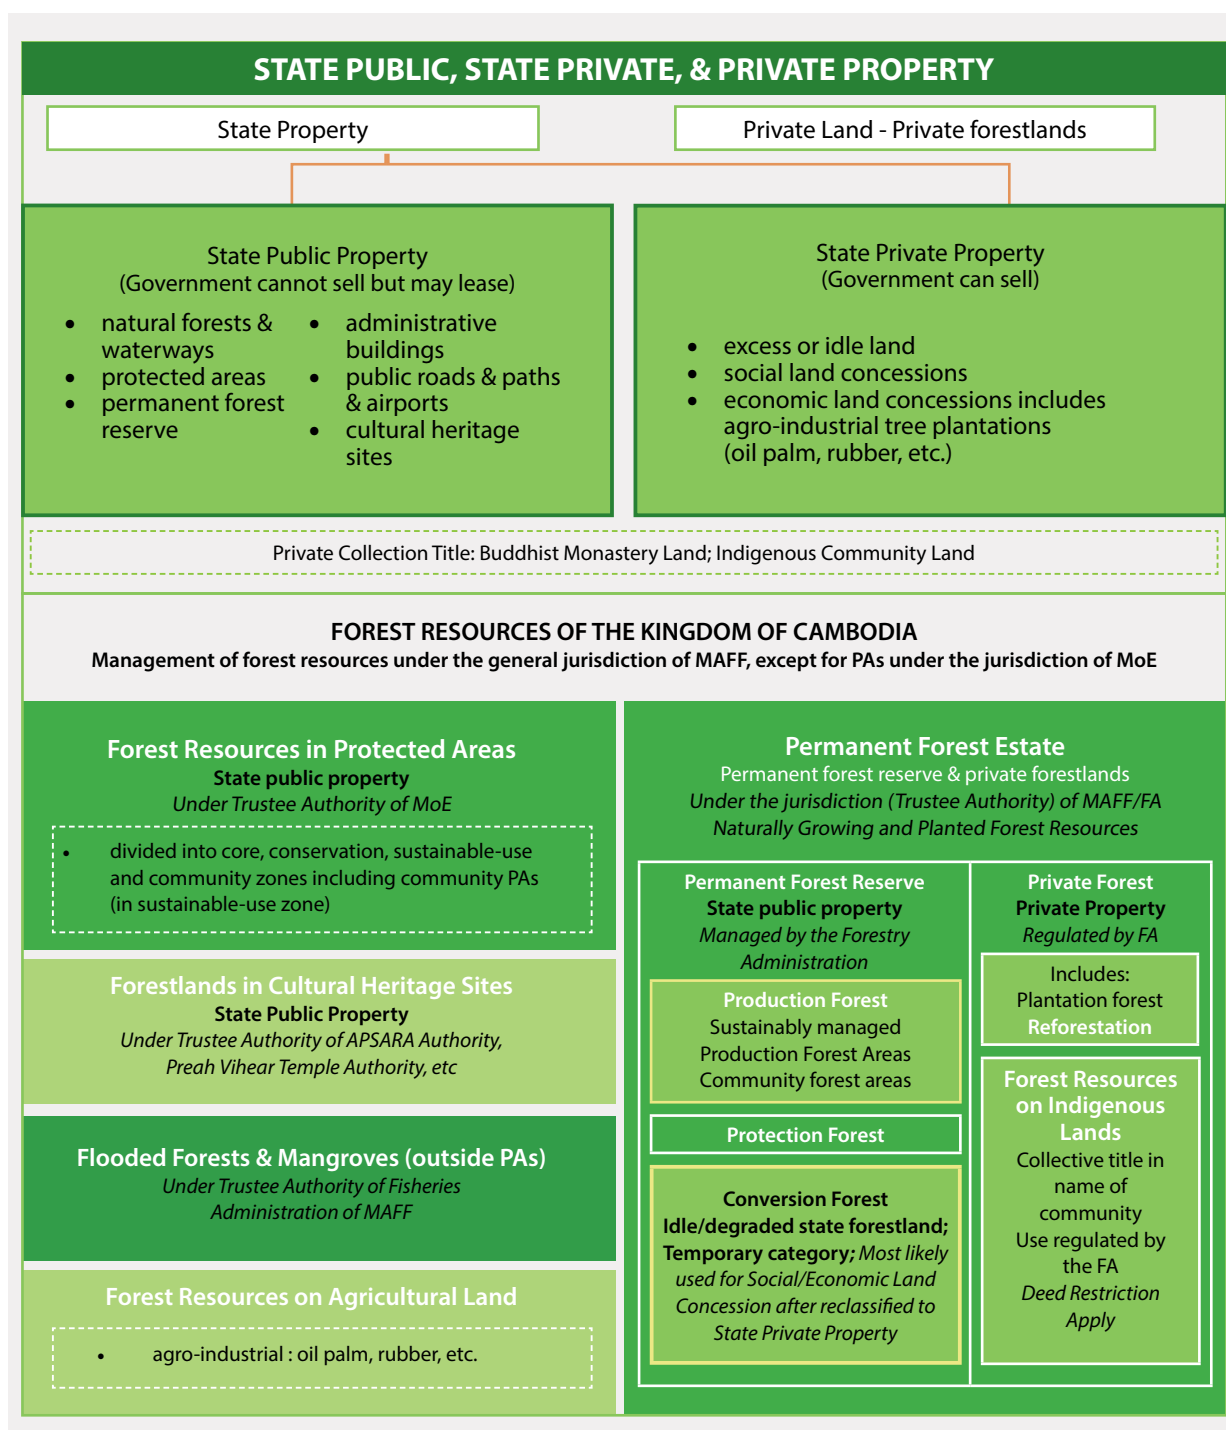 STATE PUBLIC, STATE PRIVATE, & PRIVATE PROPERTY
State Property
Private Land - Private forestlands
State Public Property
(Government cannot sell but may lease)
• natural forests &
waterways
• protected areas
• permanent forest
reserve
• administrative
buildings
• public roads & paths
& airports
• cultural heritage
sites
State Private Property
(Government can sell)
• excess or idle land
• social land concessions
• economic land concessions includes
agro-industrial tree plantations
(oil palm, rubber, etc.)
Private Collection Title: Buddhist Monastery Land; Indigenous Community Land
FOREST RESOURCES OF THE KINGDOM OF CAMBODIA
Management of forest resources under the general jurisdiction of MAFF, except for PAs under the jurisdiction of MoE
Forest Resources in Protected Areas
State public property
Under Trustee Authority of MoE
• divided into core, conservation, sustainable-use
and community zones including community PAs
(in sustainable-use zone)
Forestlands in Cultural Heritage Sites
State Public Property
Under Trustee Authority of APSARA Authority,
Preah Vihear Temple Authority, etc
Flooded Forests & Mangroves (outside PAs)
Under Trustee Authority of Fisheries
Administration of MAFF
Forest Resources on Agricultural Land
• agro-industrial : oil palm, rubber, etc.
Permanent Forest Estate
Permanent forest reserve & private forestlands
Under the jurisdiction (Trustee Authority) of MAFF/FA
Naturally Growing and Planted Forest Resources
Permanent Forest Reserve
State public property
Managed by the Forestry
Administration
Production Forest
Sustainably managed
Production Forest Areas
Community forest areas
Protection Forest
Conversion Forest
Idle/degraded state forestland;
Temporary category; Most likely
used for Social/Economic Land
Concession after reclassified to
State Private Property
Private Forest
Private Property
Regulated by FA
Includes:
Plantation forest
Reforestation
Forest Resources
on Indigenous
Lands
Collective title in
name of
community
Use regulated by
the FA
Deed Restriction
Apply